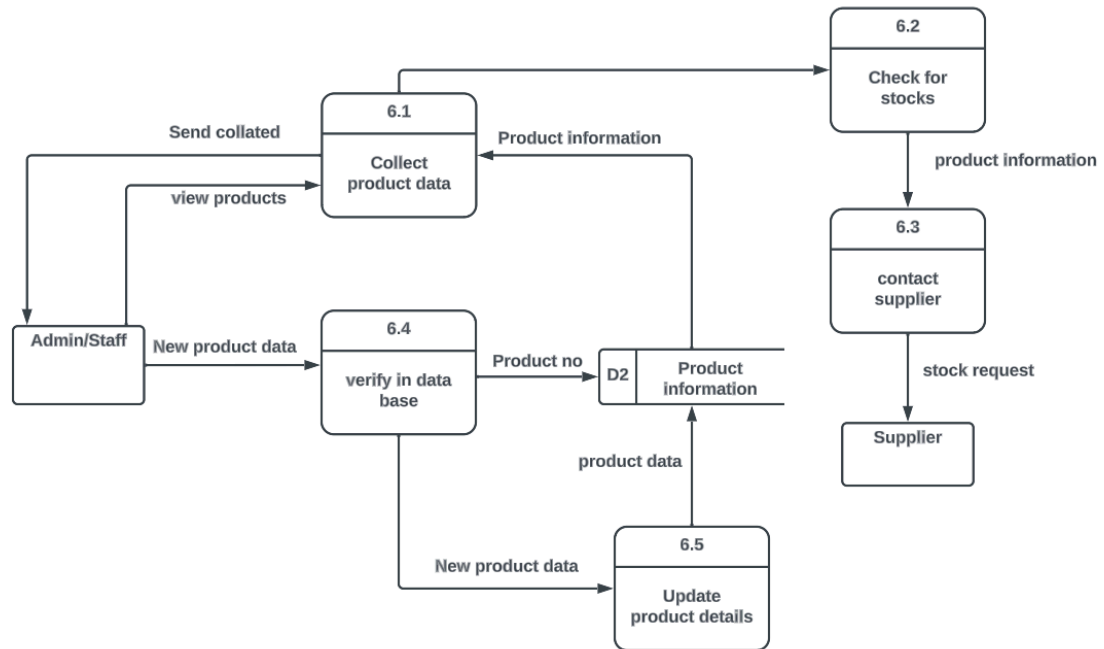 6.2
Check for
stocks
6.1
Send collated
Product information
Collect
product data
product information
view products
6.3
contact
supplier
6.4
Admin/Staff
New product data
verify in data
base
Product no
D2
Product
information
stock request
Supplier
product data
6.5
New product data
Update
product details